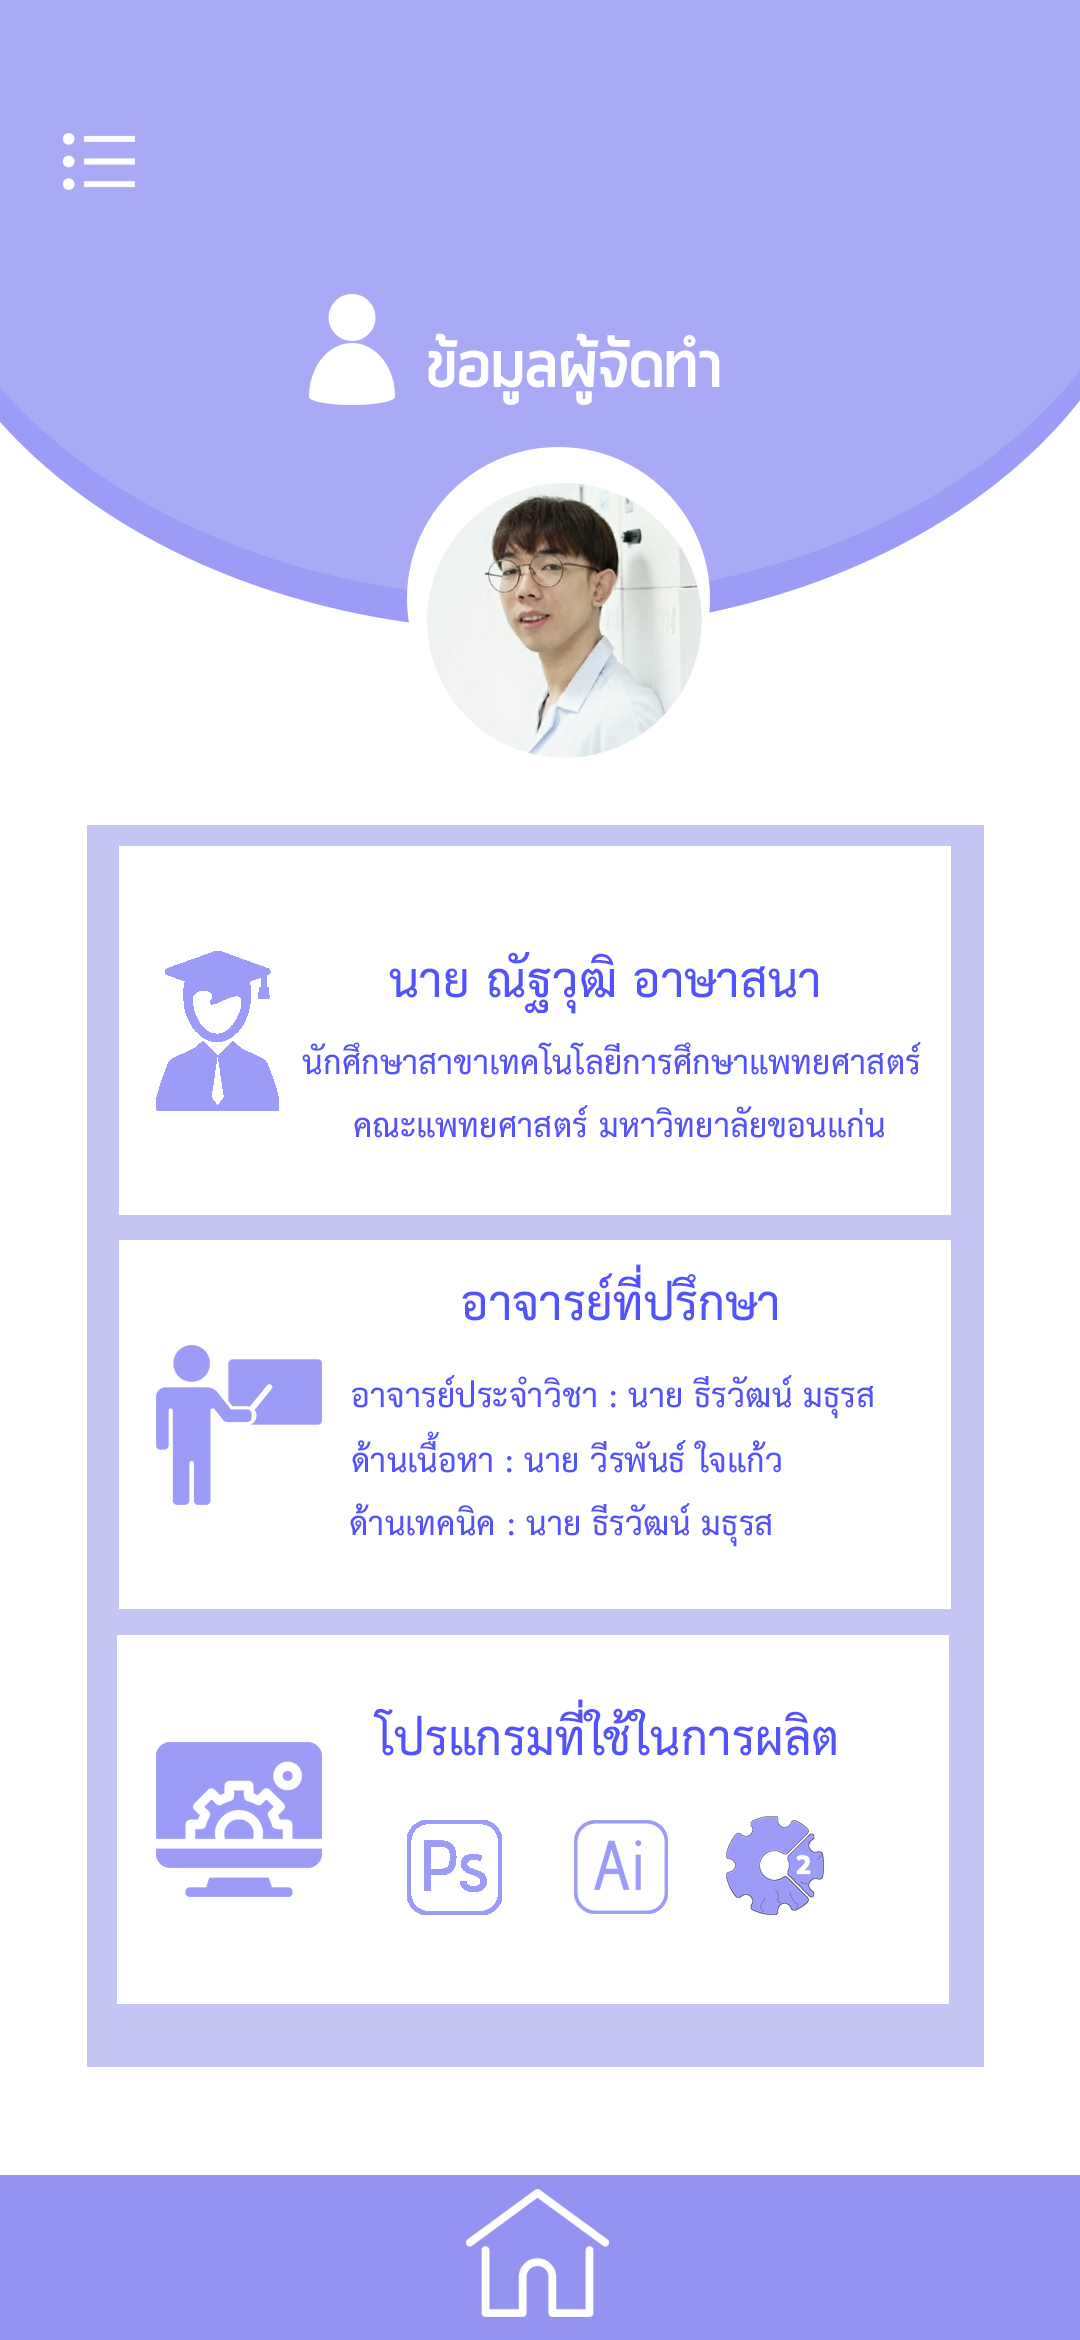 ข้อมูลผู้จัดทำ
นาย ณัฐวุฒิ อาษาสนา
นักศึกษาสาขาเทคโนโลยีการศึกษาแพทยศาสตร์
คณะแพทยศาสตร์ มหาวิทยาลัยขอนแก่น
อาจารย์ที่ปรึกษา
อาจารย์ประจำวิชา : นาย ธีรวัฒน์ มธุรส
ด้านเนื้อหา : นาย วีรพันธ์ ใจแก้ว
ด้านเทคนิค : นาย ธีรวัฒน์ มธุรส
โปรแกรมที่ใช้ในการผลิต
Ps Ai 2